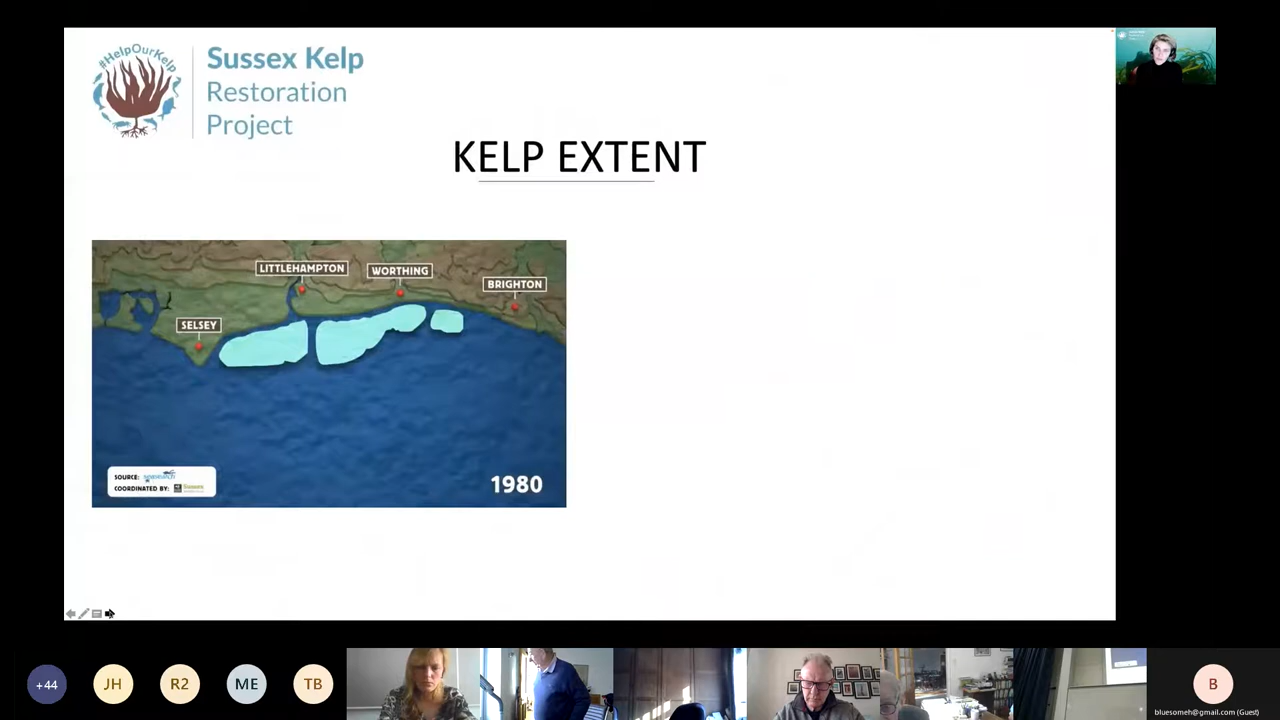 #HelpOurKelp
Sussex Kelp
Restoration
Project
KELP EXTENT
LITTLEHAMPTON
WORTHING
BRIGHTON
SELSEY
SOURCE:
COORDINATED BY: Sussex
1980
+44
JH
R2
ME
TB
B
bluesomeh@gmail.com (Guest)